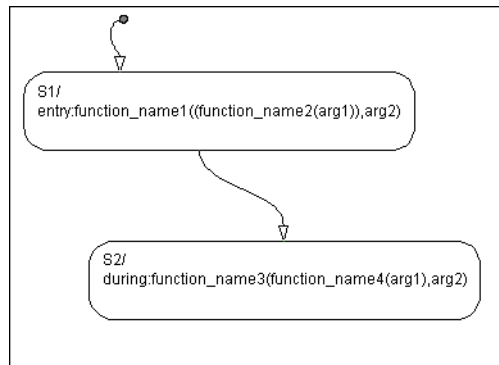 S1/
entry:function_name1((function_name2(arg1)),arg2)
S2/
during:function_name3(function_name4(arg1),arg2)